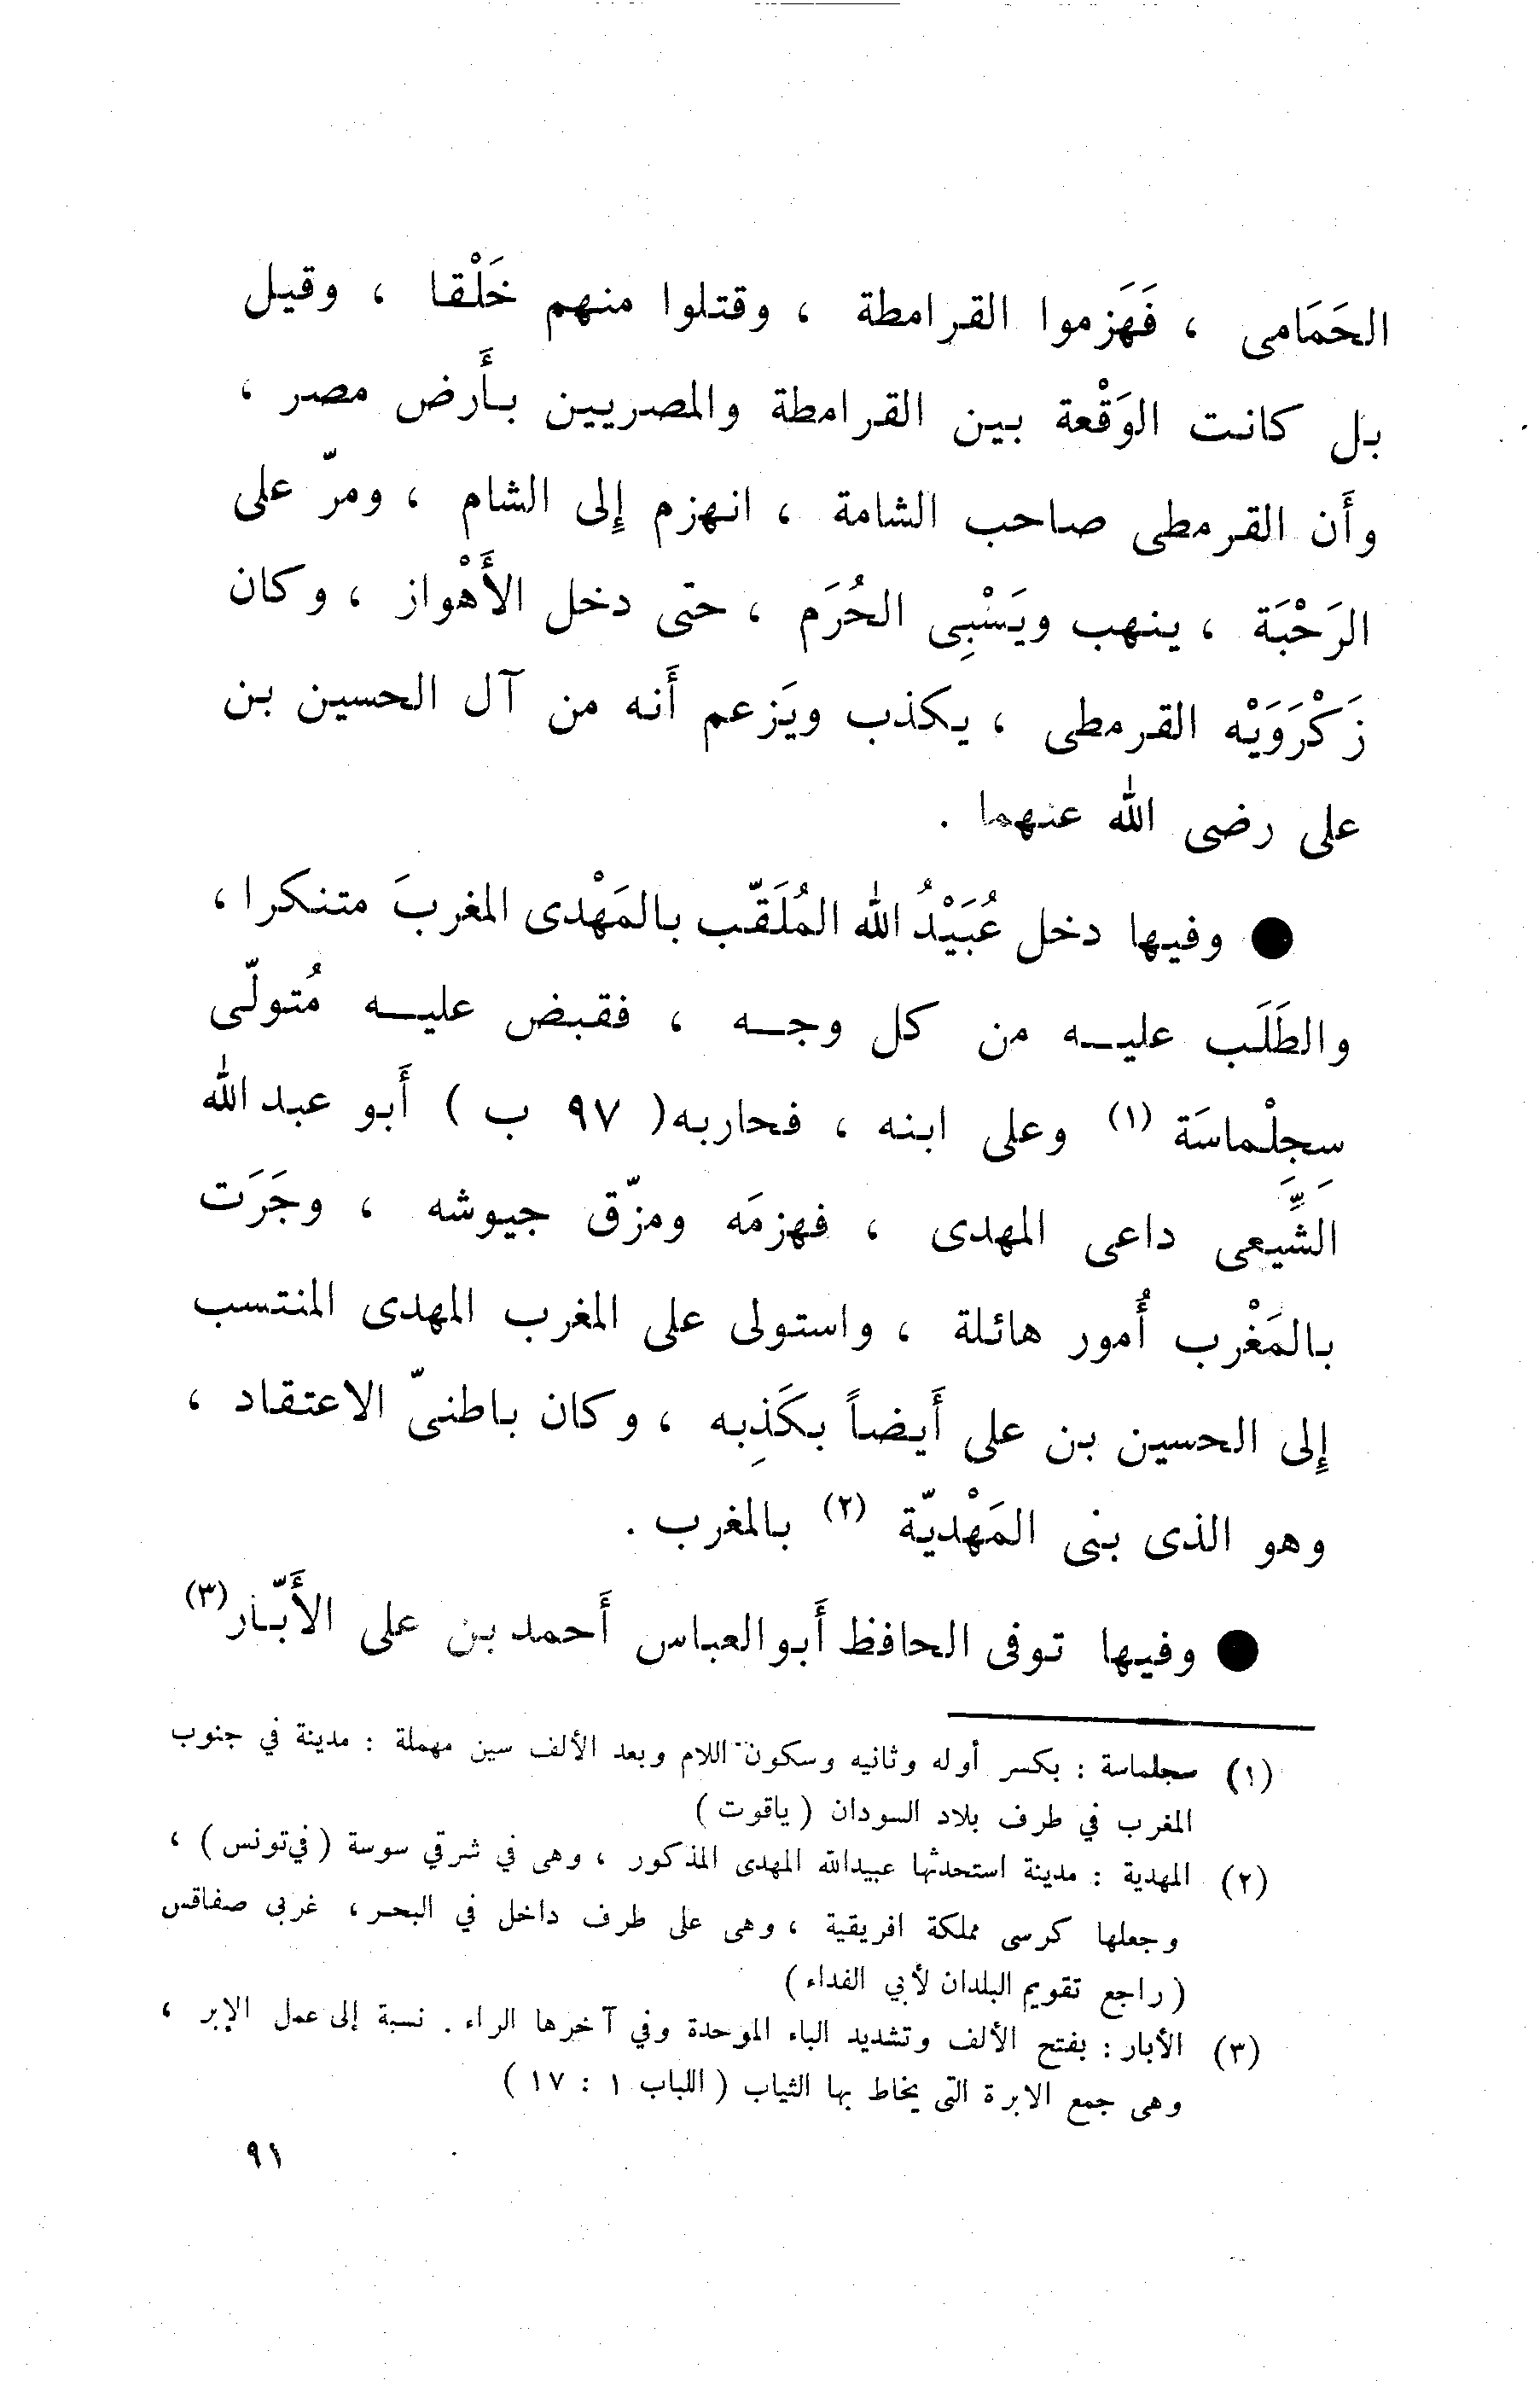 الحَمَامى ، فَهَزموا القرامطة ، وقتلوا منهم خَلْقا ، وقيل
بل كانت الوَقْعة بين القرامطة والمصريين بأَرض مصر ،
وأَن القرمطى صاحب الشامة ، انهزم إِلى الشام ، ومرّ على
الرَحْبَة ، ينهب ويَسْبِى الحُرَم ، حتى دخل الأَهْواز ، وكان
زَكْرَوَيْه القرمطى ، يكذب ويَزعم أَنه من آل الحسين بن
على رضى الله عنهما .
● وفيها دخل عُبَيْدُ الله المُلَقّب بالمَهْدى المغربَ متنكرا ،
والطَلَب عليه من كل وجه ، فقبض عليه مُتولّى
سِجِلْماسَة (١) وعلى ابنه ، فحاربه ( ٩٧ ب ) أَبو عبد الله
الشِّيعى داعى المهدى ، فهزمَه ومزّق جيوشه ، وجَرَت
بالمَغْرب أُمور هائلة ، واستولى على المغرب المهدى المنتسب
إِلى الحسين بن على أَيضاً بكَذِبه ، وكان باطنىّ الاعتقاد ،
وهو الذى بنى المَهْديّة (٢) بالمغرب .
● وفيها توفى الحافظ أَبو العباس أَحمد بن على الأَبّار (٣)
(١) سجلماسة : بكسر أوله وثانيه وسكون اللام وبعد الألف سين مهملة : مدينة في جنوب
المغرب في طرف بلاد السودان ( ياقوت )
(٢) المهدية : مدينة استحدثها عبيدالله المهدى المذكور ، وهى في شرقي سوسة ( في تونس ) ،
وجعلها كرسى مملكة افريقية ، وهى على طرف داخل في البحر ، غربى صفاقس
( راجع تقويم البلدان لأبي الفداء )
(٣) الأبار : بفتح الألف وتشديد الباء الموحدة وفي آخرها الراء . نسبة إلى عمل الإبر ،
وهى جمع الابرة التى يخاط بها الثياب ( اللباب ١ : ١٧ )
٩١